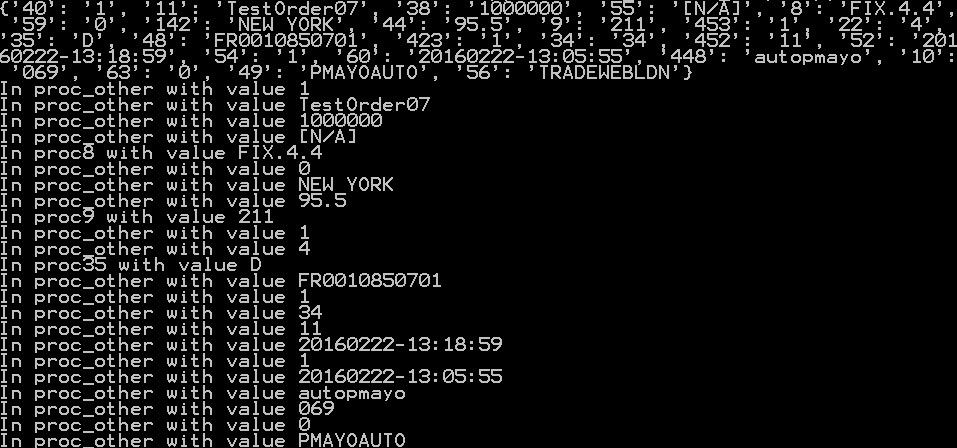 {'40': '1', '11': 'TestOrder07', '38': '1000000', '55': '[N/A]', '8': 'FIX.4.4',
'59': '0', '142': 'NEW_YORK', '44': '95.5', '9': '211', '453': '1', '22': '4',
'35': 'D', '48': 'FR0010850701', '423': '1', '34': '34', '452': '11', '52': '201
60222-13:18:59', '54': '1', '60': '20160222-13:05:55', '448': 'autopmayo', '10':
'069', '63': '0', '49': 'PMAYOAUTO', '56': 'TRADEWEBLDN'}
In proc_other with value 1
In proc_other with value TestOrder07
In proc_other with value 1000000
In proc_other with value [N/A]
In proc8 with value FIX.4.4
In proc_other with value 0
In proc_other with value NEW_YORK
In proc_other with value 95.5
In proc9 with value 211
In proc_other with value 1
In proc_other with value 4
In proc35 with value D
In proc_other with value FR0010850701
In proc_other with value 1
In proc_other with value 34
In proc_other with value 11
In proc_other with value 20160222-13:18:59
In proc_other with value 1
In proc_other with value 20160222-13:05:55
In proc_other with value autopmayo
In proc_other with value 069
In proc_other with value 0
In proc_other with value PMAYOAUTO